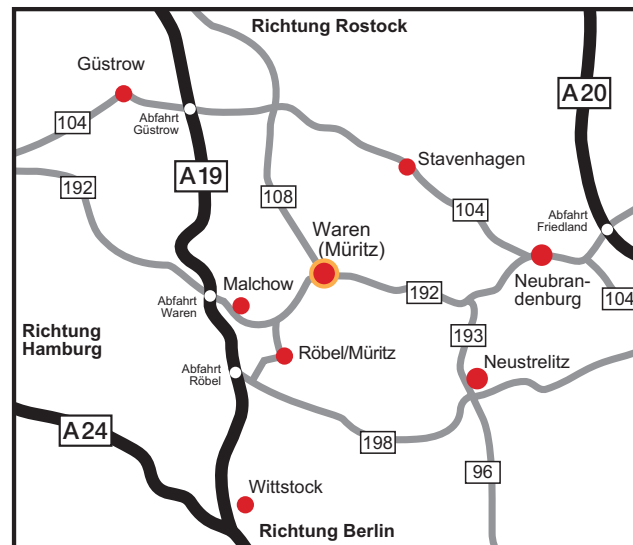 Richtung Rostock
Güstrow
A20
104
Abfahrt
Güstrow
Stavenhagen
A19
192
108
104
Abfahrt
Friedland
Waren
(Müritz)
Malchow
192
Neubran-
denburg
104
Abfahrt
Waren
Richtung
Hamburg
193
Röbel/Müritz
Neustrelitz
Abfahrt
Röbel
A24
198
96
Wittstock
Richtung Berlin